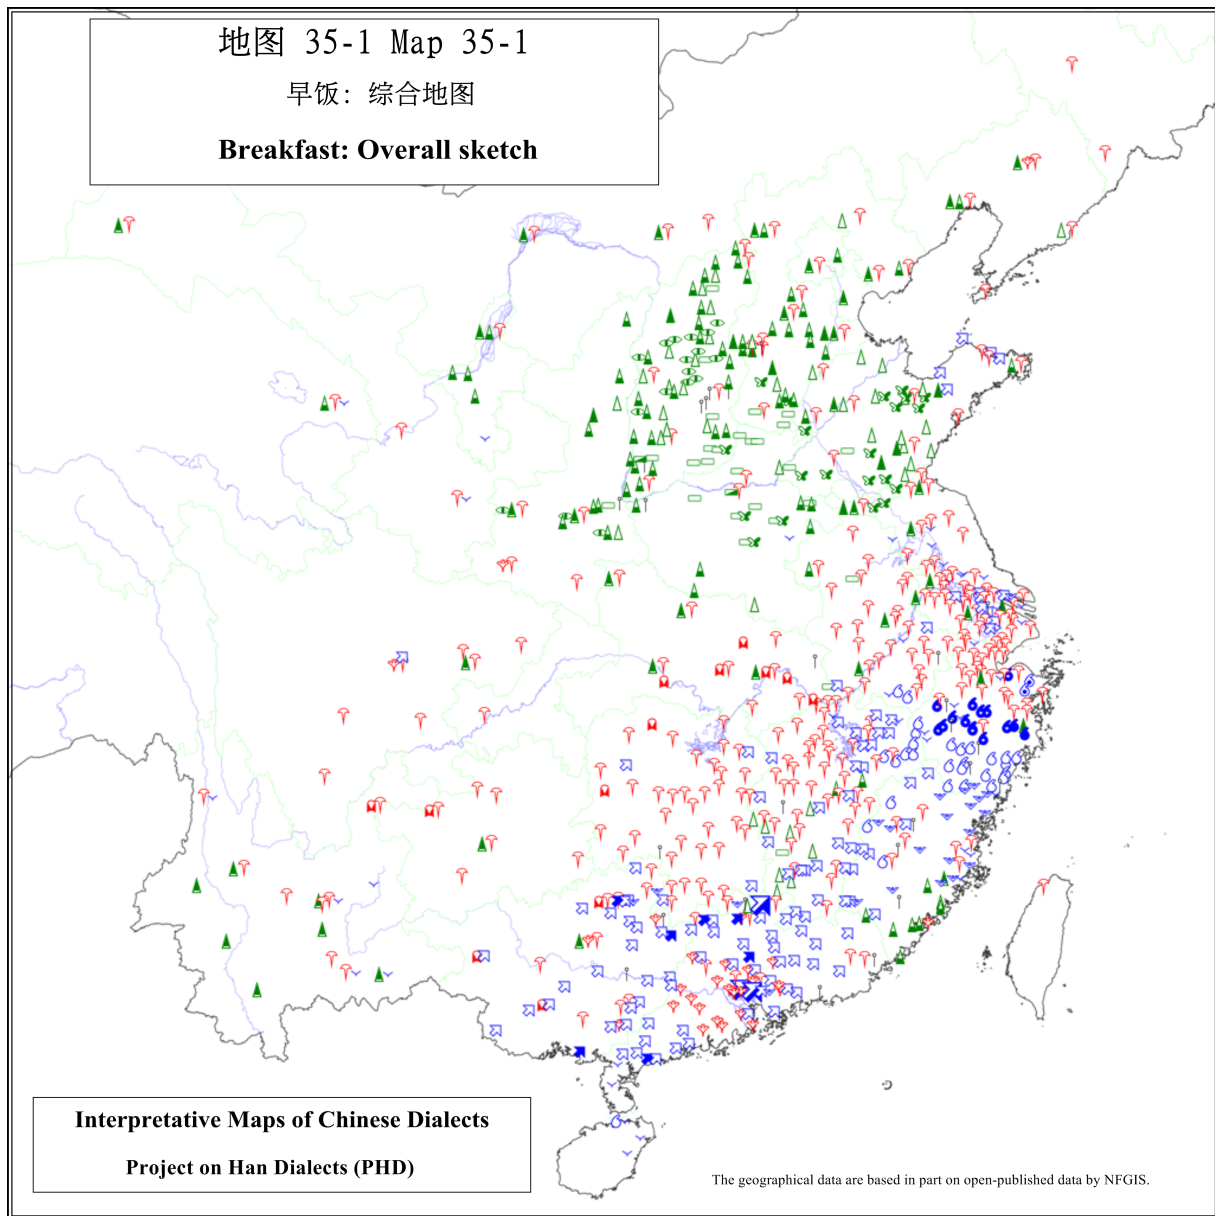 地图 35-1 Map 35-1
早饭: 综合地图
Breakfast: Overall sketch
Interpretative Maps of Chinese Dialects
Project on Han Dialects (PHD)
The geographical data are based in part on open-published data by NFGIS.